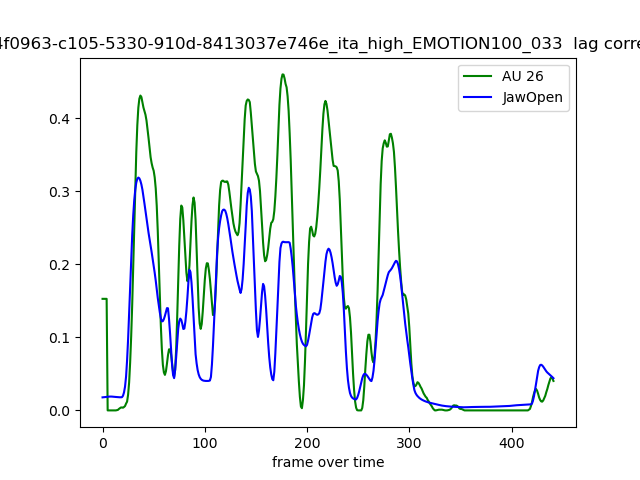 4f0963-c105-5330-910d-8413037e746e_ita_high_EMOTION100_033 lag corre
AU 26
JawOpen
0.4
0.3
0.2
0.1
0.0
0 100 200 300 400
frame over time